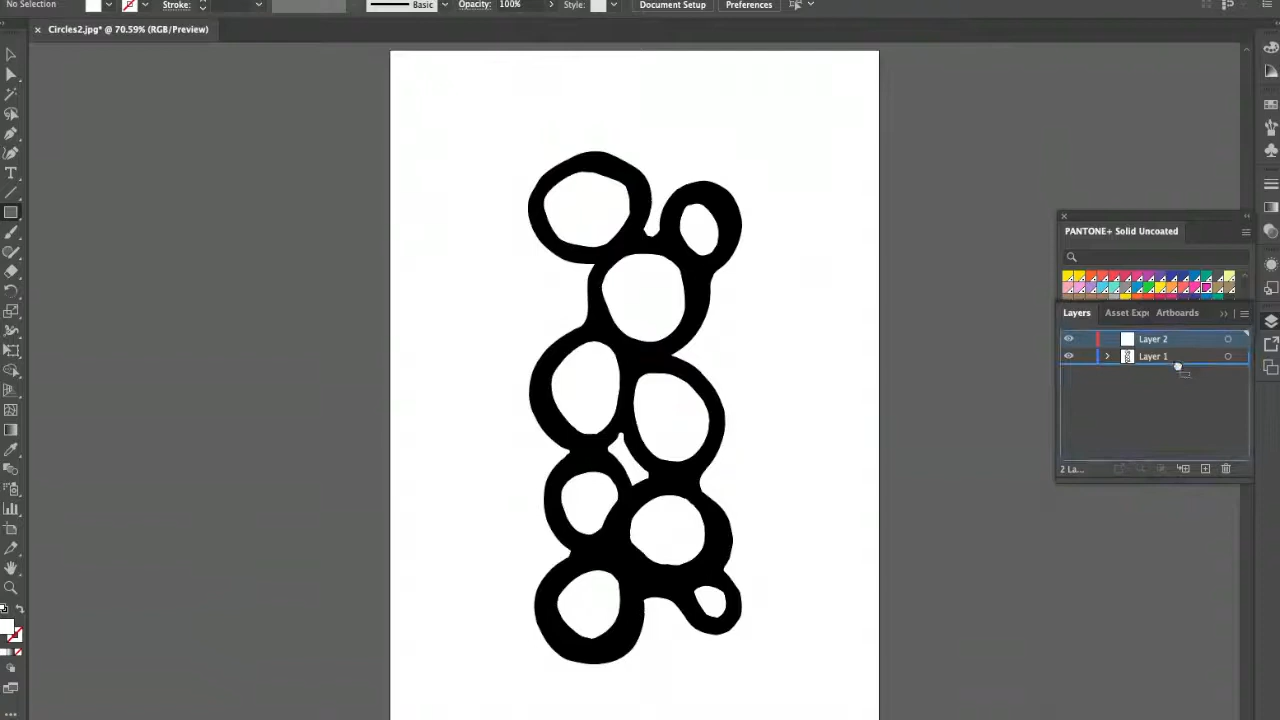 No Selection Stroke: Basic Opacity: 100% Style: Document Setup Preferences
× Circles2.jpg* @ 70.59% (RGB/Preview)
PANTONE+ Solid Uncoated
Layers Asset Expo Artboards
Layer 2
Layer 1
2 La...